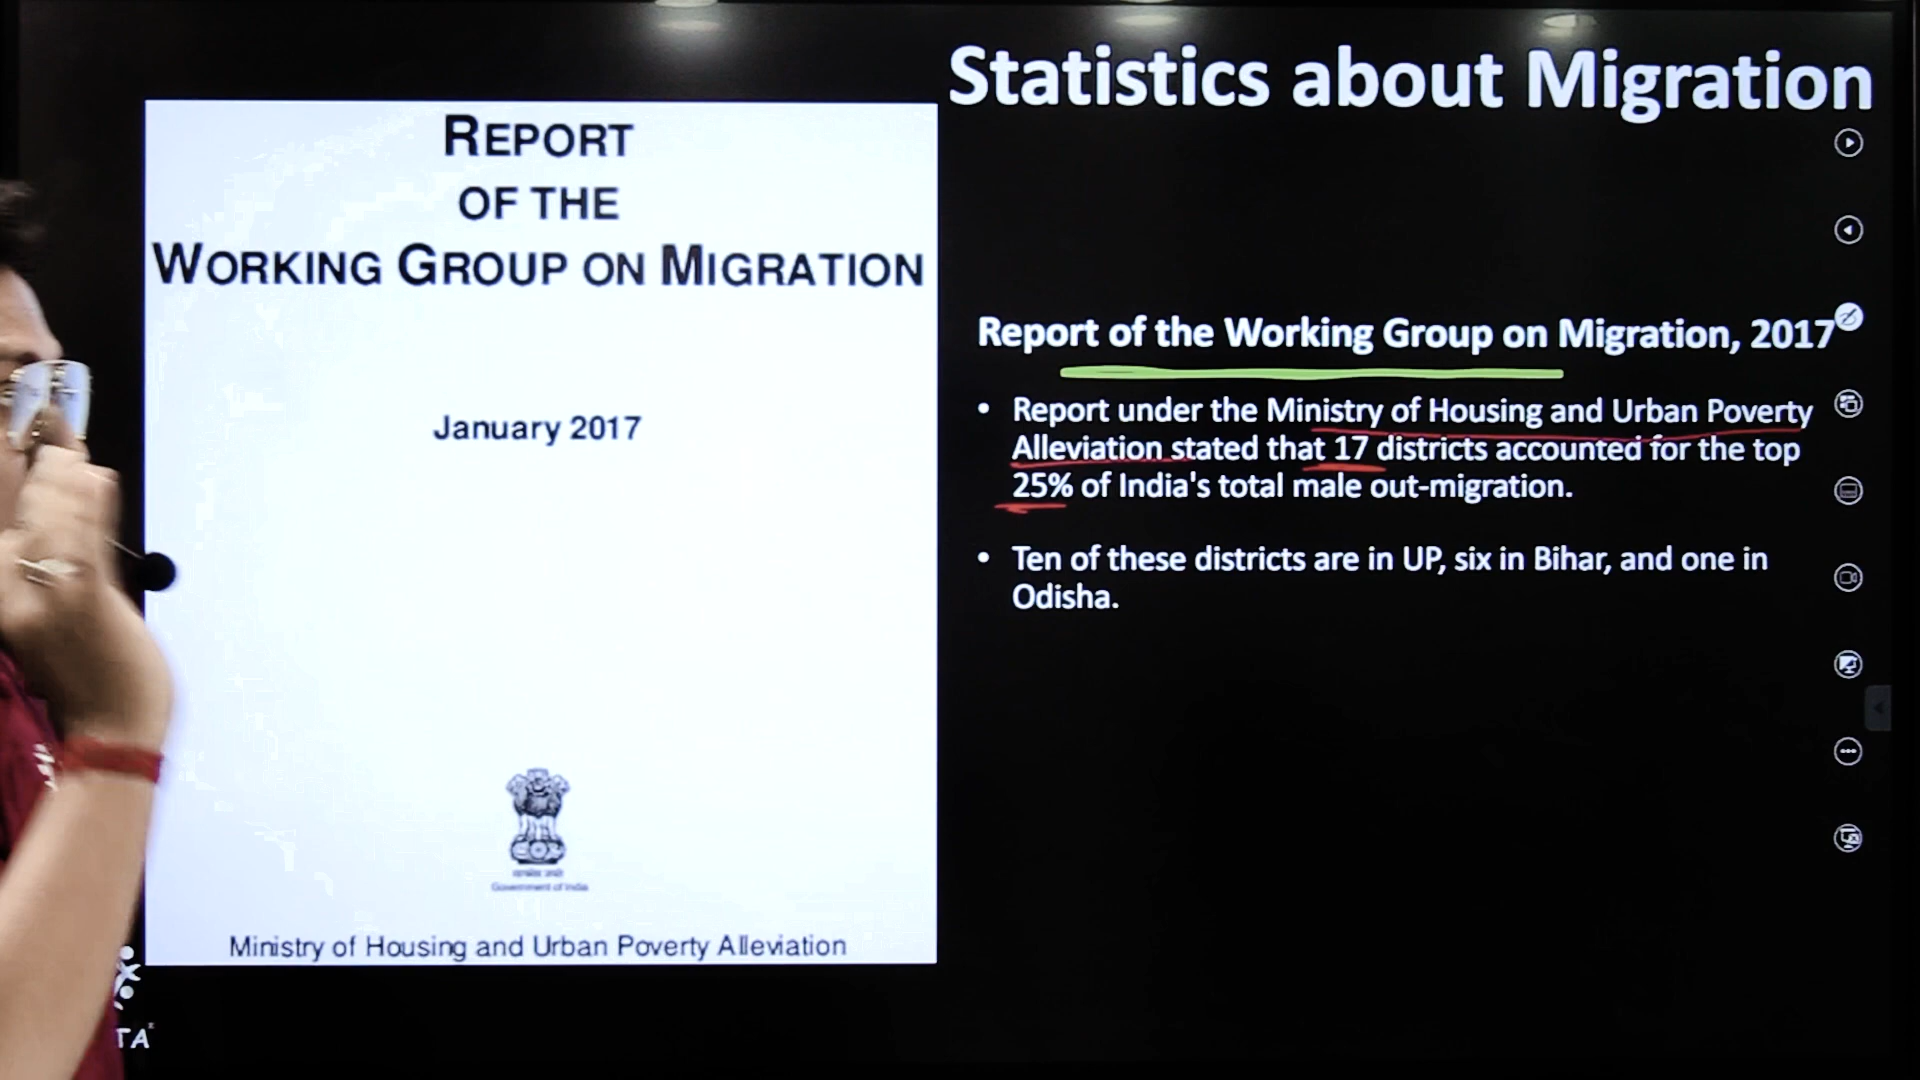 Statistics about Migration
REPORT
OF THE
WORKING GROUP ON MIGRATION
January 2017
Government of India
Ministry of Housing and Urban Poverty Alleviation
Report of the Working Group on Migration, 2017
• Report under the Ministry of Housing and Urban Poverty
Alleviation stated that 17 districts accounted for the top
25% of India's total male out-migration.
• Ten of these districts are in UP, six in Bihar, and one in
Odisha.
TA